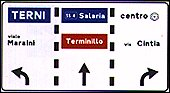 TERNI
SS 4 Salaria
centro
viale
Maraini
Terminillo
via Cintia